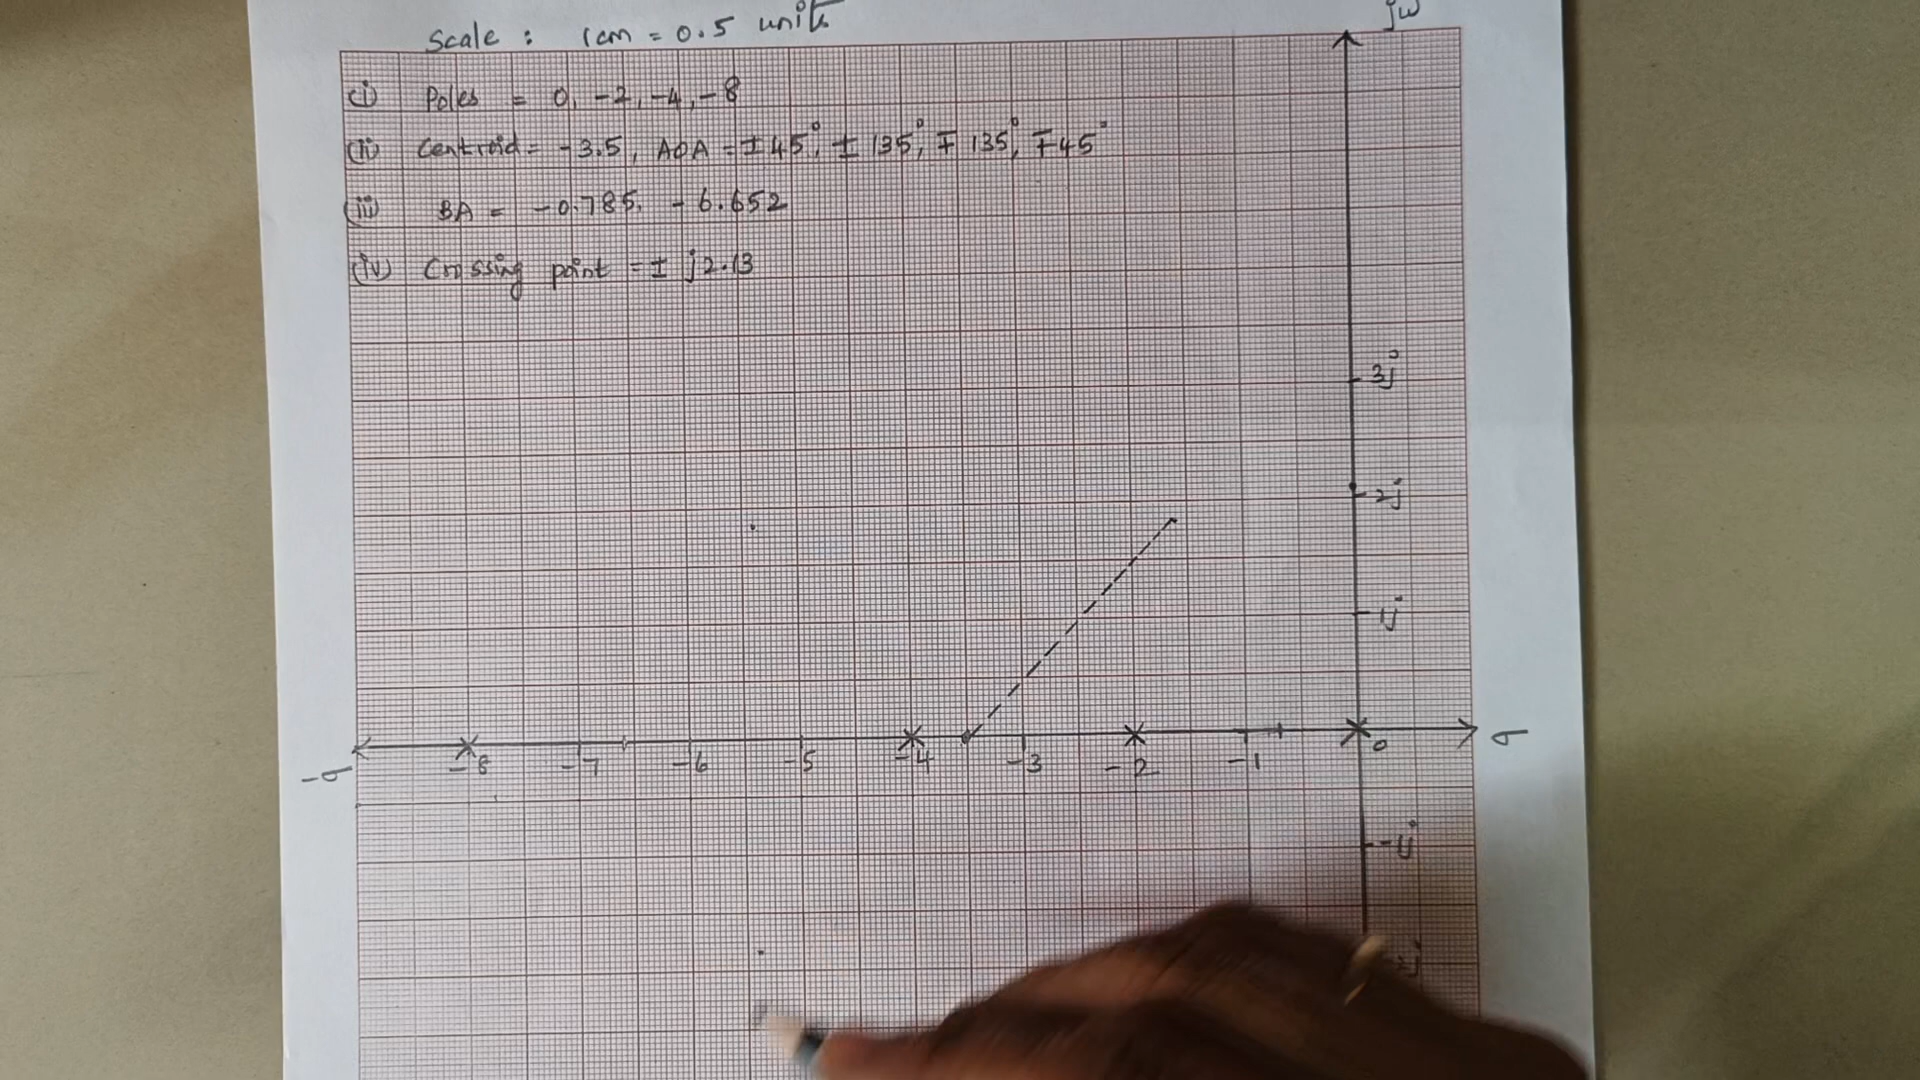 Scale : 1cm = 0.5 units
jω
(i) Poles = 0, -2, -4, -8
(ii) Centroid = -3.5, AOA = ±45°, ±135°, ∓135°, ∓45°
(iii) BA = -0.785, -6.652
(iv) Crossing point = ± j2.13
3j
2j
1j
-σ -8 -7 -6 -5 -4 -3 -2 -1 0 σ
-1j